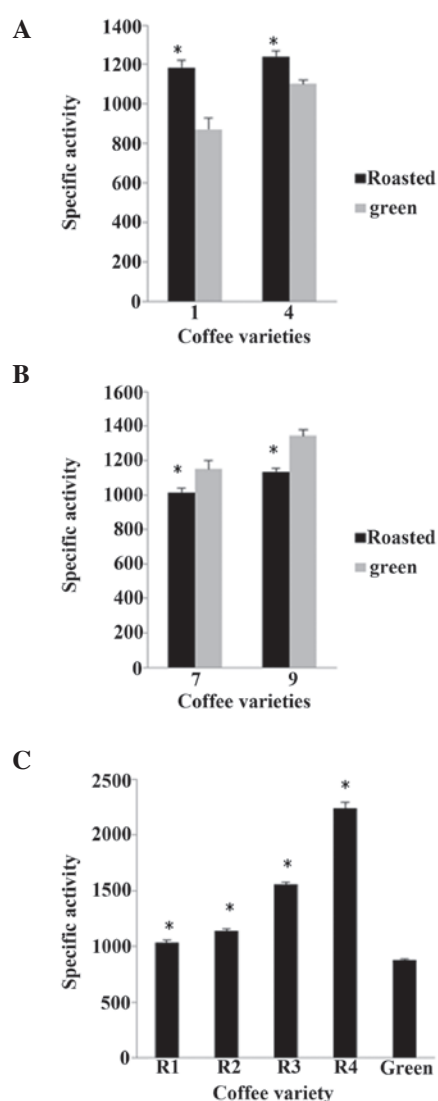 A
1400
1200
1000
800
600
400
200
0
Specific activity
*
*
1 4
Coffee varieties
Roasted
green
B
1600
1400
1200
1000
800
600
400
200
0
Specific activity
*
*
7 9
Coffee varieties
Roasted
green
C
2500
2000
1500
1000
500
0
Specific activity
*
*
*
*
R1 R2 R3 R4 Green
Coffee variety